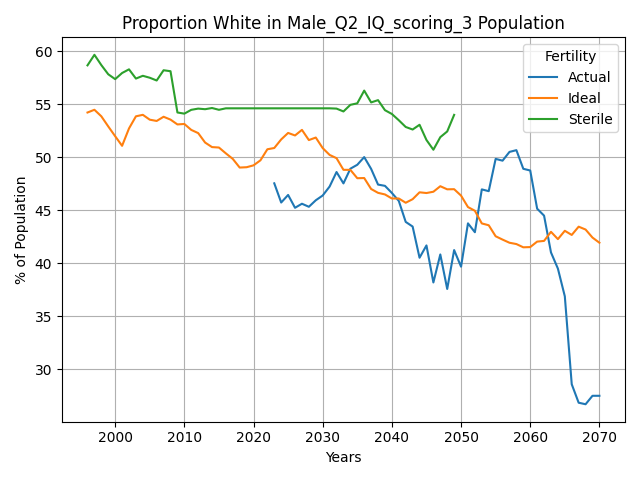 Proportion White in Male_Q2_IQ_scoring_3 Population
Fertility
Actual
Ideal
Sterile
% of Population
60
55
50
45
40
35
30
2000
2010
2020
2030
2040
2050
2060
2070
Years